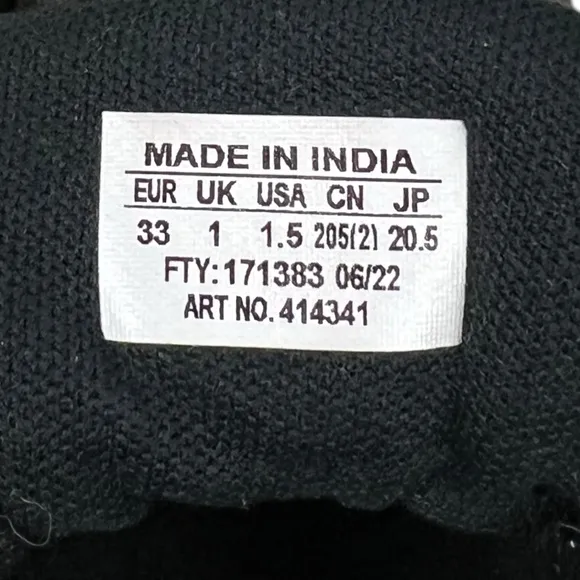 MADE IN INDIA
EUR UK USA CN JP
33 1 1.5 205(2) 20.5
FTY:171383 06/22
ART NO.414341